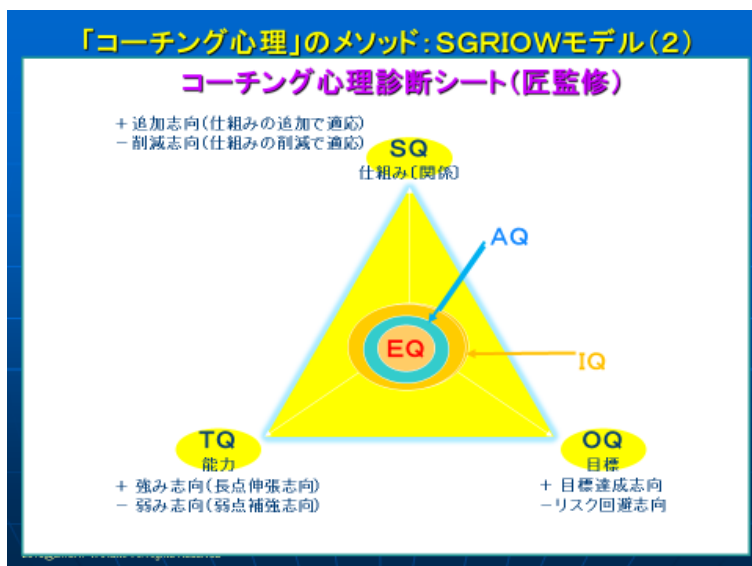 「コーチング心理」のメソッド：ＳＧＲＩＯＷモデル（２）
コーチング心理診断シート（匠監修）
＋追加志向（仕組みの追加で適応）
－削減志向（仕組みの削減で適応）
ＳＱ
仕組み〔関係〕
ＡＱ
ＥＱ
ＩＱ
ＴＱ
能力
＋ 強み志向（長点伸張志向）
－ 弱み志向（弱点補強志向）
ＯＱ
目標
＋ 目標達成志向
－リスク回避志向